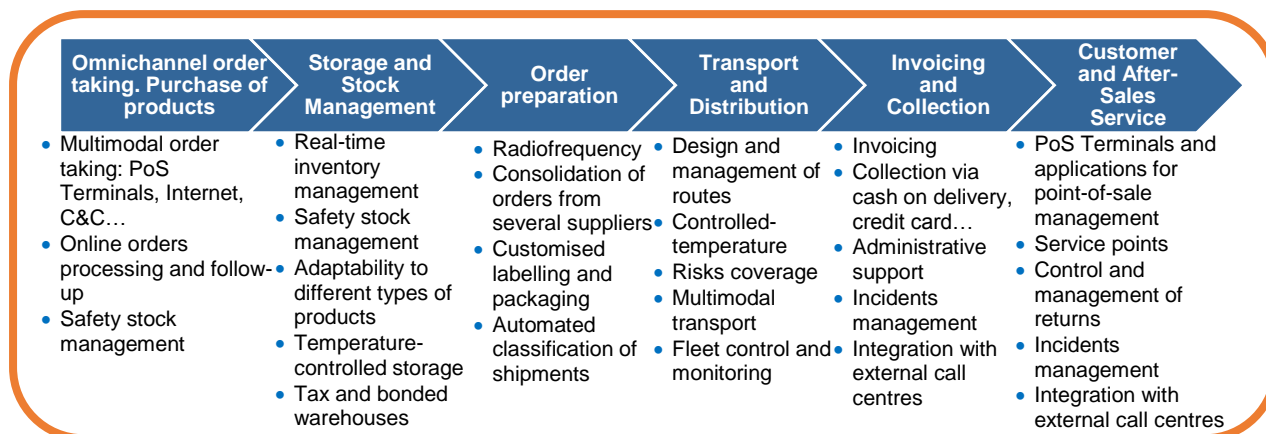 Omnichannel order
taking. Purchase of
products
Storage and
Stock
Management
Order
preparation
Transport
and
Distribution
Invoicing
and
Collection
Customer
and After-
Sales
Service
• Multimodal order
taking: PoS
Terminals, Internet,
C&C…
• Online orders
processing and follow-
up
• Safety stock
management
• Real-time
inventory
management
• Safety stock
management
• Adaptability to
different types of
products
• Temperature-
controlled storage
• Tax and bonded
warehouses
• Radiofrequency
• Consolidation of
orders from
several suppliers
• Customised
labelling and
packaging
• Automated
classification of
shipments
• Design and
management of
routes
• Controlled-
temperature
• Risks coverage
• Multimodal
transport
• Fleet control and
monitoring
• Invoicing
• Collection via
cash on delivery,
credit card…
• Administrative
support
• Incidents
management
• Integration with
external call
centres
• PoS Terminals and
applications for
point-of-sale
management
• Service points
• Control and
management of
returns
• Incidents
management
• Integration with
external call centres